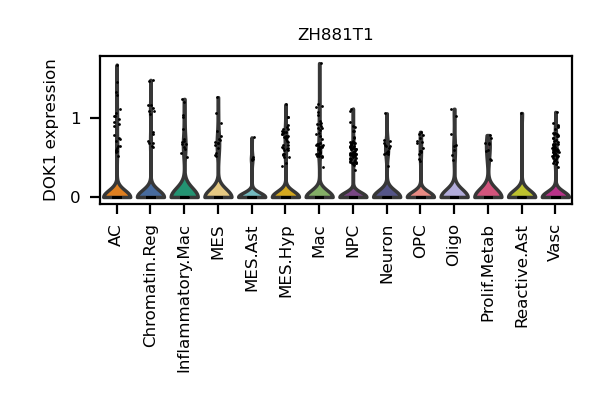 ZH881T1
DOK1 expression
1
0
AC
Chromatin.Reg
Inflammatory.Mac
MES
MES.Ast
MES.Hyp
Mac
NPC
Neuron
OPC
Oligo
Prolif.Metab
Reactive.Ast
Vasc